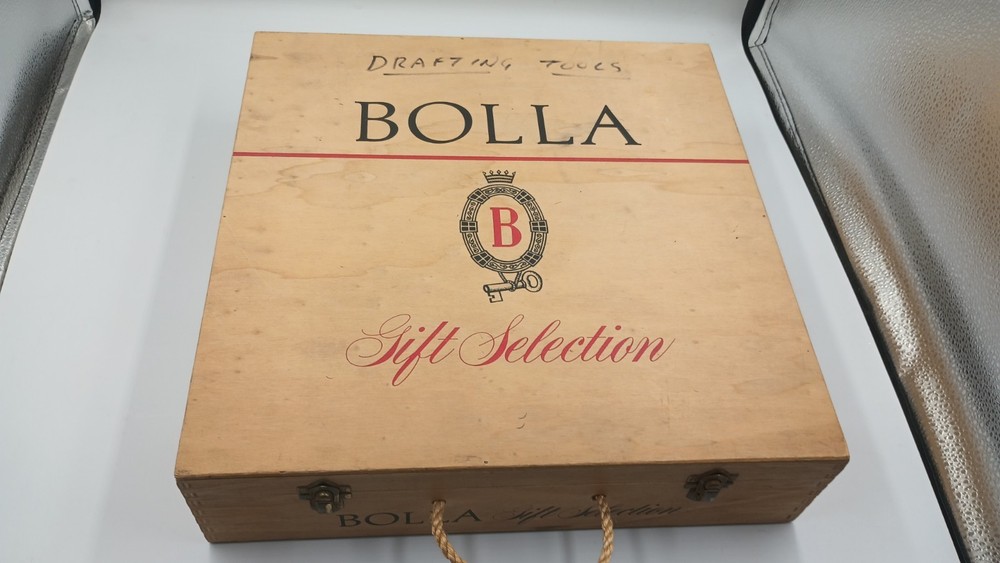 DRAFTING TOOLS
BOLLA
B
Gift Selection
BOLLA Gift Selection